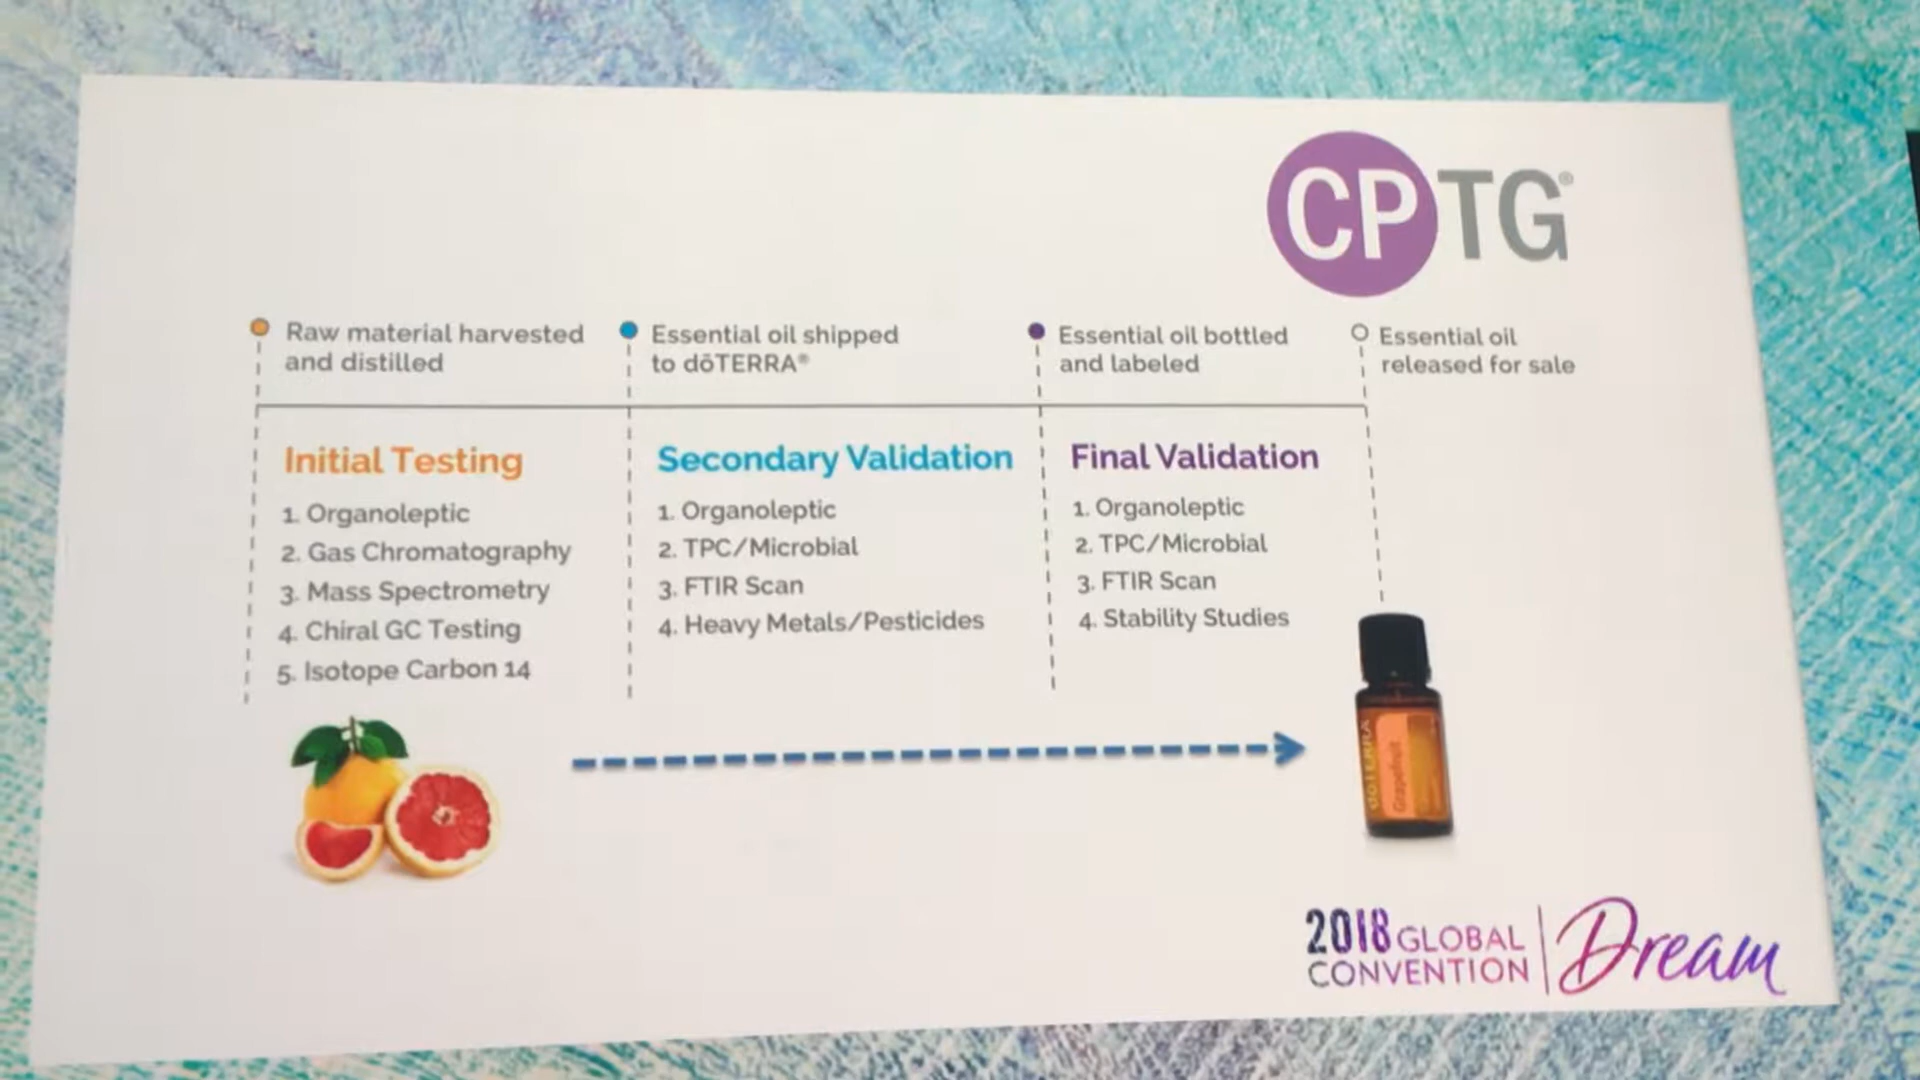 CPTG®
Raw material harvested
and distilled
Essential oil shipped
to dōTERRA®
Essential oil bottled
and labeled
Essential oil
released for sale
Initial Testing
1. Organoleptic
2. Gas Chromatography
3. Mass Spectrometry
4. Chiral GC Testing
5. Isotope Carbon 14
Secondary Validation
1. Organoleptic
2. TPC/Microbial
3. FTIR Scan
4. Heavy Metals/Pesticides
Final Validation
1. Organoleptic
2. TPC/Microbial
3. FTIR Scan
4. Stability Studies
dōTERRA
Grapefruit
2018 GLOBAL
CONVENTION
Dream